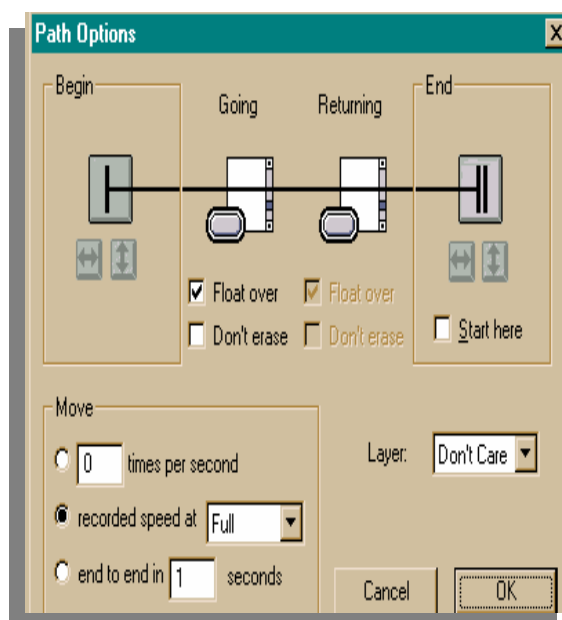 Path Options
Begin
Going
Returning
End
Float over
Float over
Don't erase
Don't erase
Start here
Move
0 times per second
recorded speed at Full
end to end in 1 seconds
Layer: Don't Care
Cancel
OK